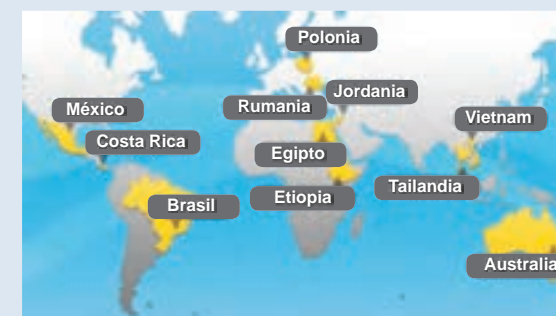 Polonia
Jordania
Rumania
México
Vietnam
Costa Rica
Egipto
Tailandia
Etiopia
Brasil
Australia